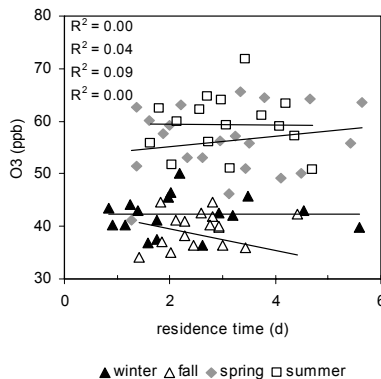 R² = 0.00
R² = 0.04
R² = 0.09
R² = 0.00
80
70
60
50
40
30
O3 (ppb)
0 2 4 6
residence time (d)
winter fall spring summer